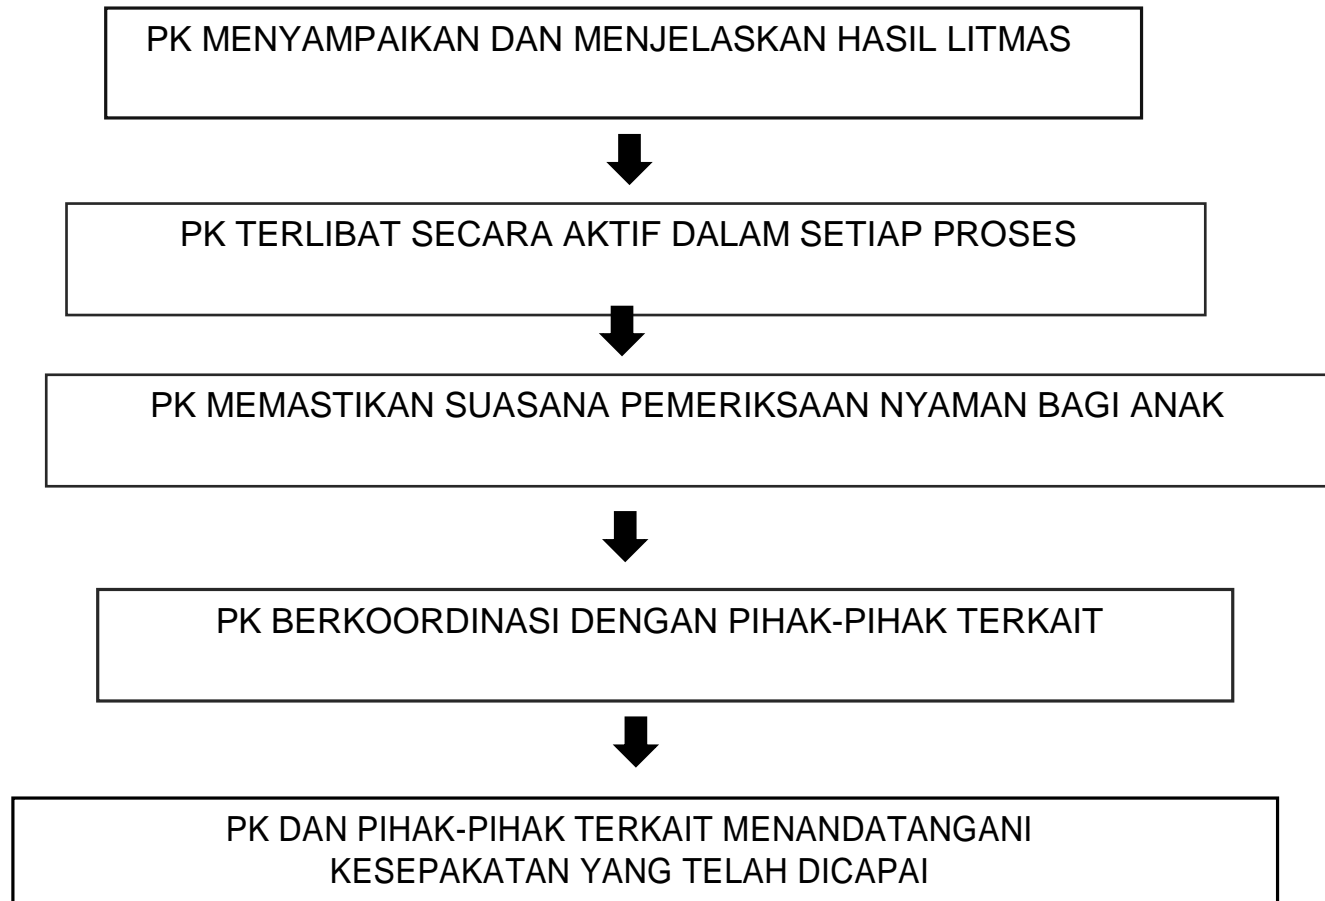 PK MENYAMPAIKAN DAN MENJELASKAN HASIL LITMAS
PK TERLIBAT SECARA AKTIF DALAM SETIAP PROSES
PK MEMASTIKAN SUASANA PEMERIKSAAN NYAMAN BAGI ANAK
PK BERKOORDINASI DENGAN PIHAK-PIHAK TERKAIT
PK DAN PIHAK-PIHAK TERKAIT MENANDATANGANI
KESEPAKATAN YANG TELAH DICAPAI